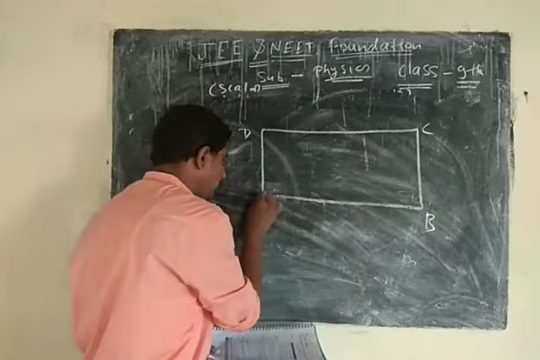 JEE & NEET Foundation
Sub - physics class - 9th
(Scalar
D C
B